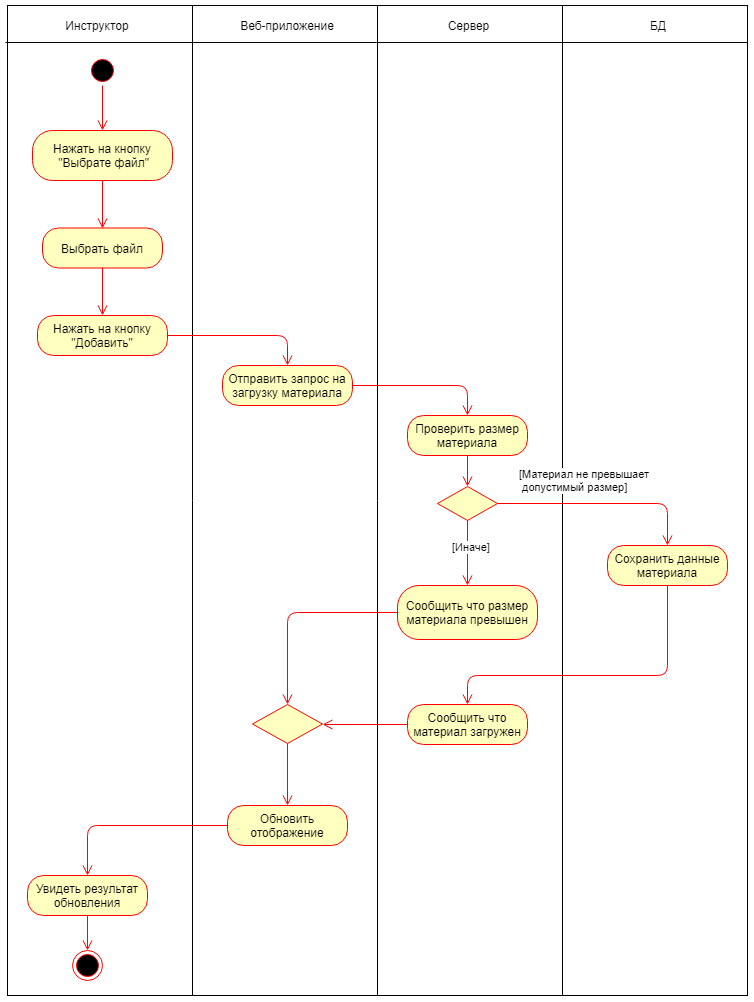 Инструктор
Веб-приложение
Сервер
БД
Нажать на кнопку
"Выбрате файл"
Выбрать файл
Нажать на кнопку
"Добавить"
Отправить запрос на
загрузку материала
Проверить размер
материала
[Материал не превышает
допустимый размер]
[Иначе]
Сохранить данные
материала
Сообщить что размер
материала превышен
Сообщить что
материал загружен
Обновить
отображение
Увидеть результат
обновления